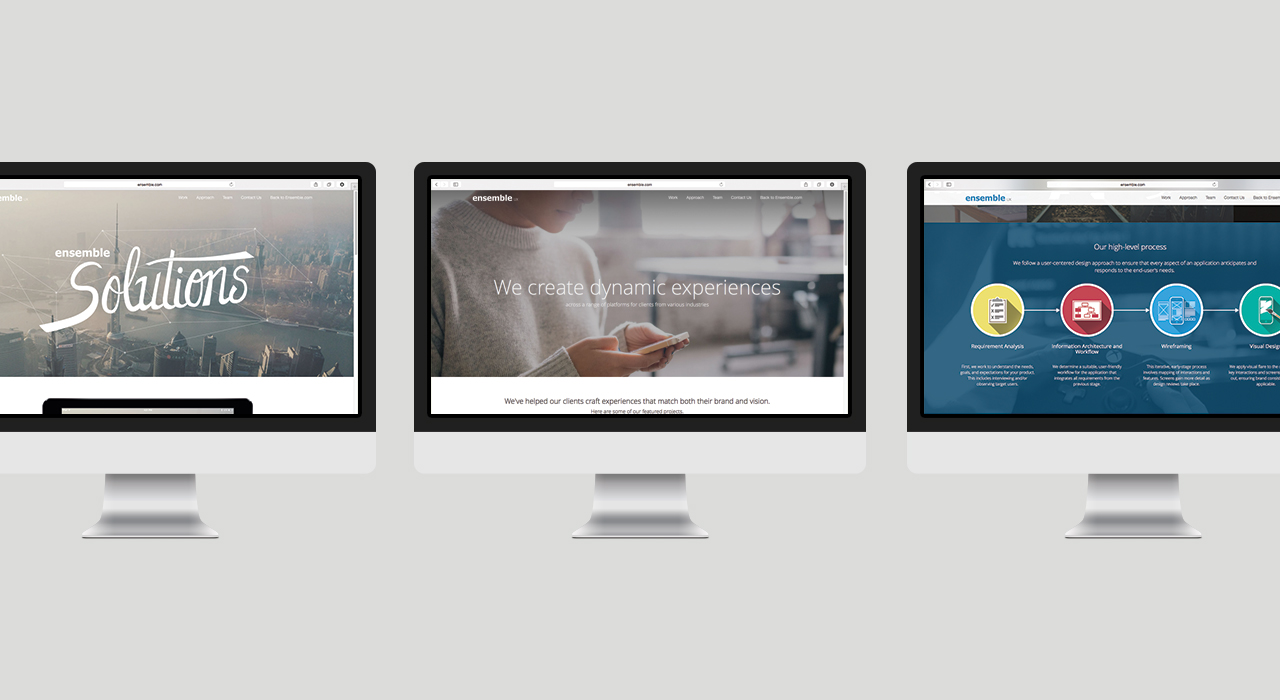 ensemble.com
Work Approach Team Contact Us Back to Ensemble.com
ensemble
Solutions
ensemble.com
ensemble
Work Approach Team Contact Us Back to Ensemble.com
We create dynamic experiences
across a range of platforms for clients from various industries
We've helped our clients craft experiences that match both their brand and vision.
Here are some of our featured projects.
ensemble.com
ensemble
Work Approach Team Contact Us Back to
Our high-level process
We follow a user-centered design approach to ensure that every aspect of an application anticipates and
responds to the end-user's needs.
Requirement Analysis
First, we work to understand the needs,
goals, and expectations for your product.
This includes interviewing and/or
observing target users.
Information Architecture and
Workflow
We determine a suitable, user-friendly
workflow for the application that
integrates all requirements from the
previous stage.
Wireframing
This iterative, early-stage process
involves mapping of interactions and
features. Screens gain more detail as
design reviews take place.
Visual
We apply visual flare to the
key interactions and
out, ensuring brand
applicable.